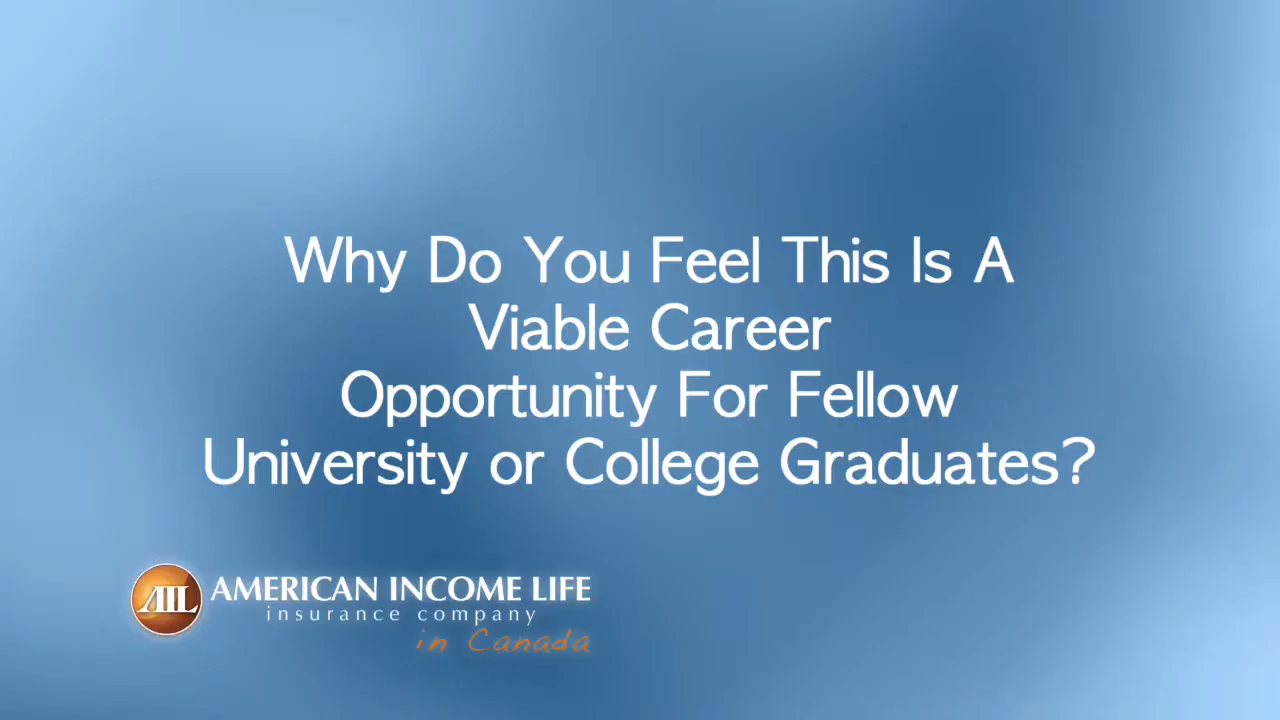 Why Do You Feel This Is A
Viable Career
Opportunity For Fellow
University or College Graduates?
AIL AMERICAN INCOME LIFE
insurance company
in Canada